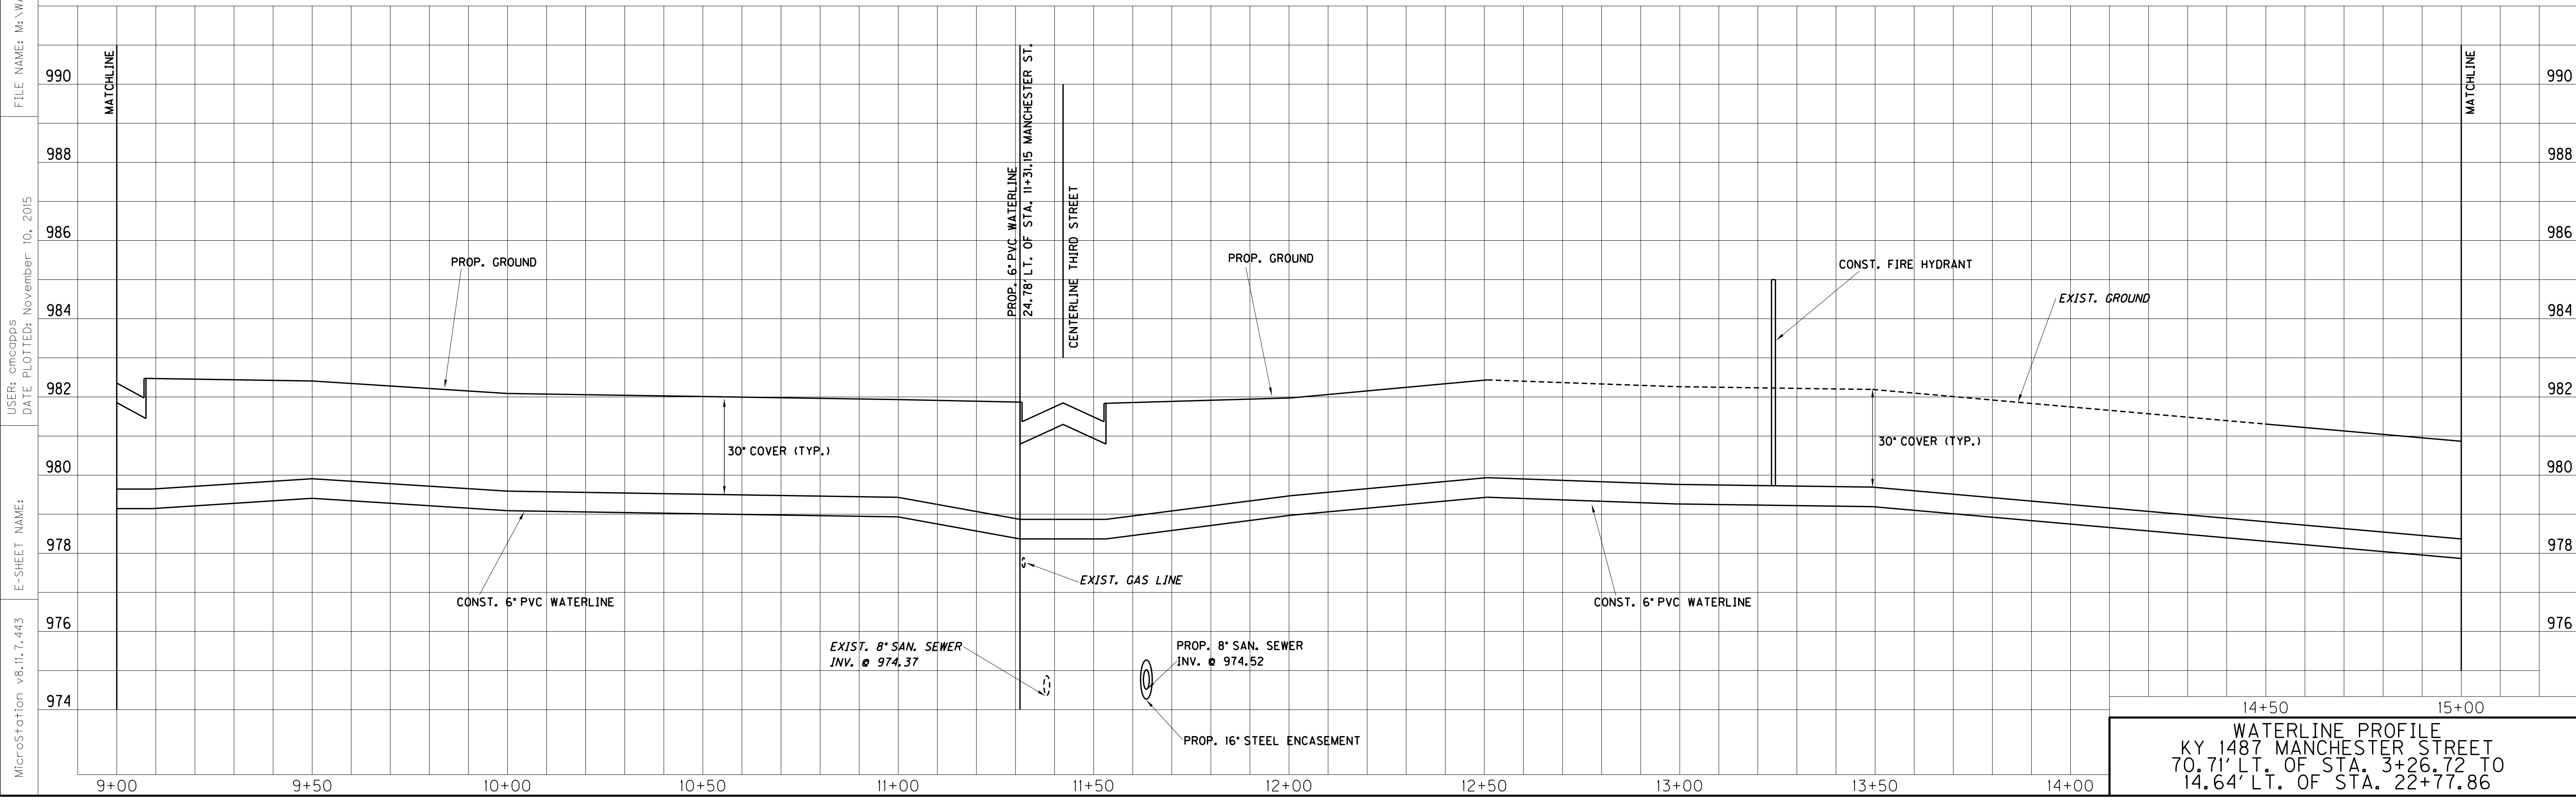 FILE NAME: M:\W
USER: cmcapps
DATE PLOTTED: November 10, 2015
E-SHEET NAME:
MicroStation v8.11.7.443
990
988
986
984
982
980
978
976
974
MATCHLINE
PROP. GROUND
30" COVER (TYP.)
CONST. 6" PVC WATERLINE
PROP. 6" PVC WATERLINE
24.78' LT. OF STA. 11+31.15 MANCHESTER ST.
CENTERLINE THIRD STREET
EXIST. GAS LINE
EXIST. 8" SAN. SEWER
INV. @ 974.37
PROP. 8" SAN. SEWER
INV. @ 974.52
PROP. 16" STEEL ENCASEMENT
PROP. GROUND
CONST. FIRE HYDRANT
EXIST. GROUND
30" COVER (TYP.)
CONST. 6" PVC WATERLINE
MATCHLINE
990
988
986
984
982
980
978
976
9+00
9+50
10+00
10+50
11+00
11+50
12+00
12+50
13+00
13+50
14+00
14+50
15+00
WATERLINE PROFILE
KY 1487 MANCHESTER STREET
70.71' LT. OF STA. 3+26.72 TO
14.64' LT. OF STA. 22+77.86